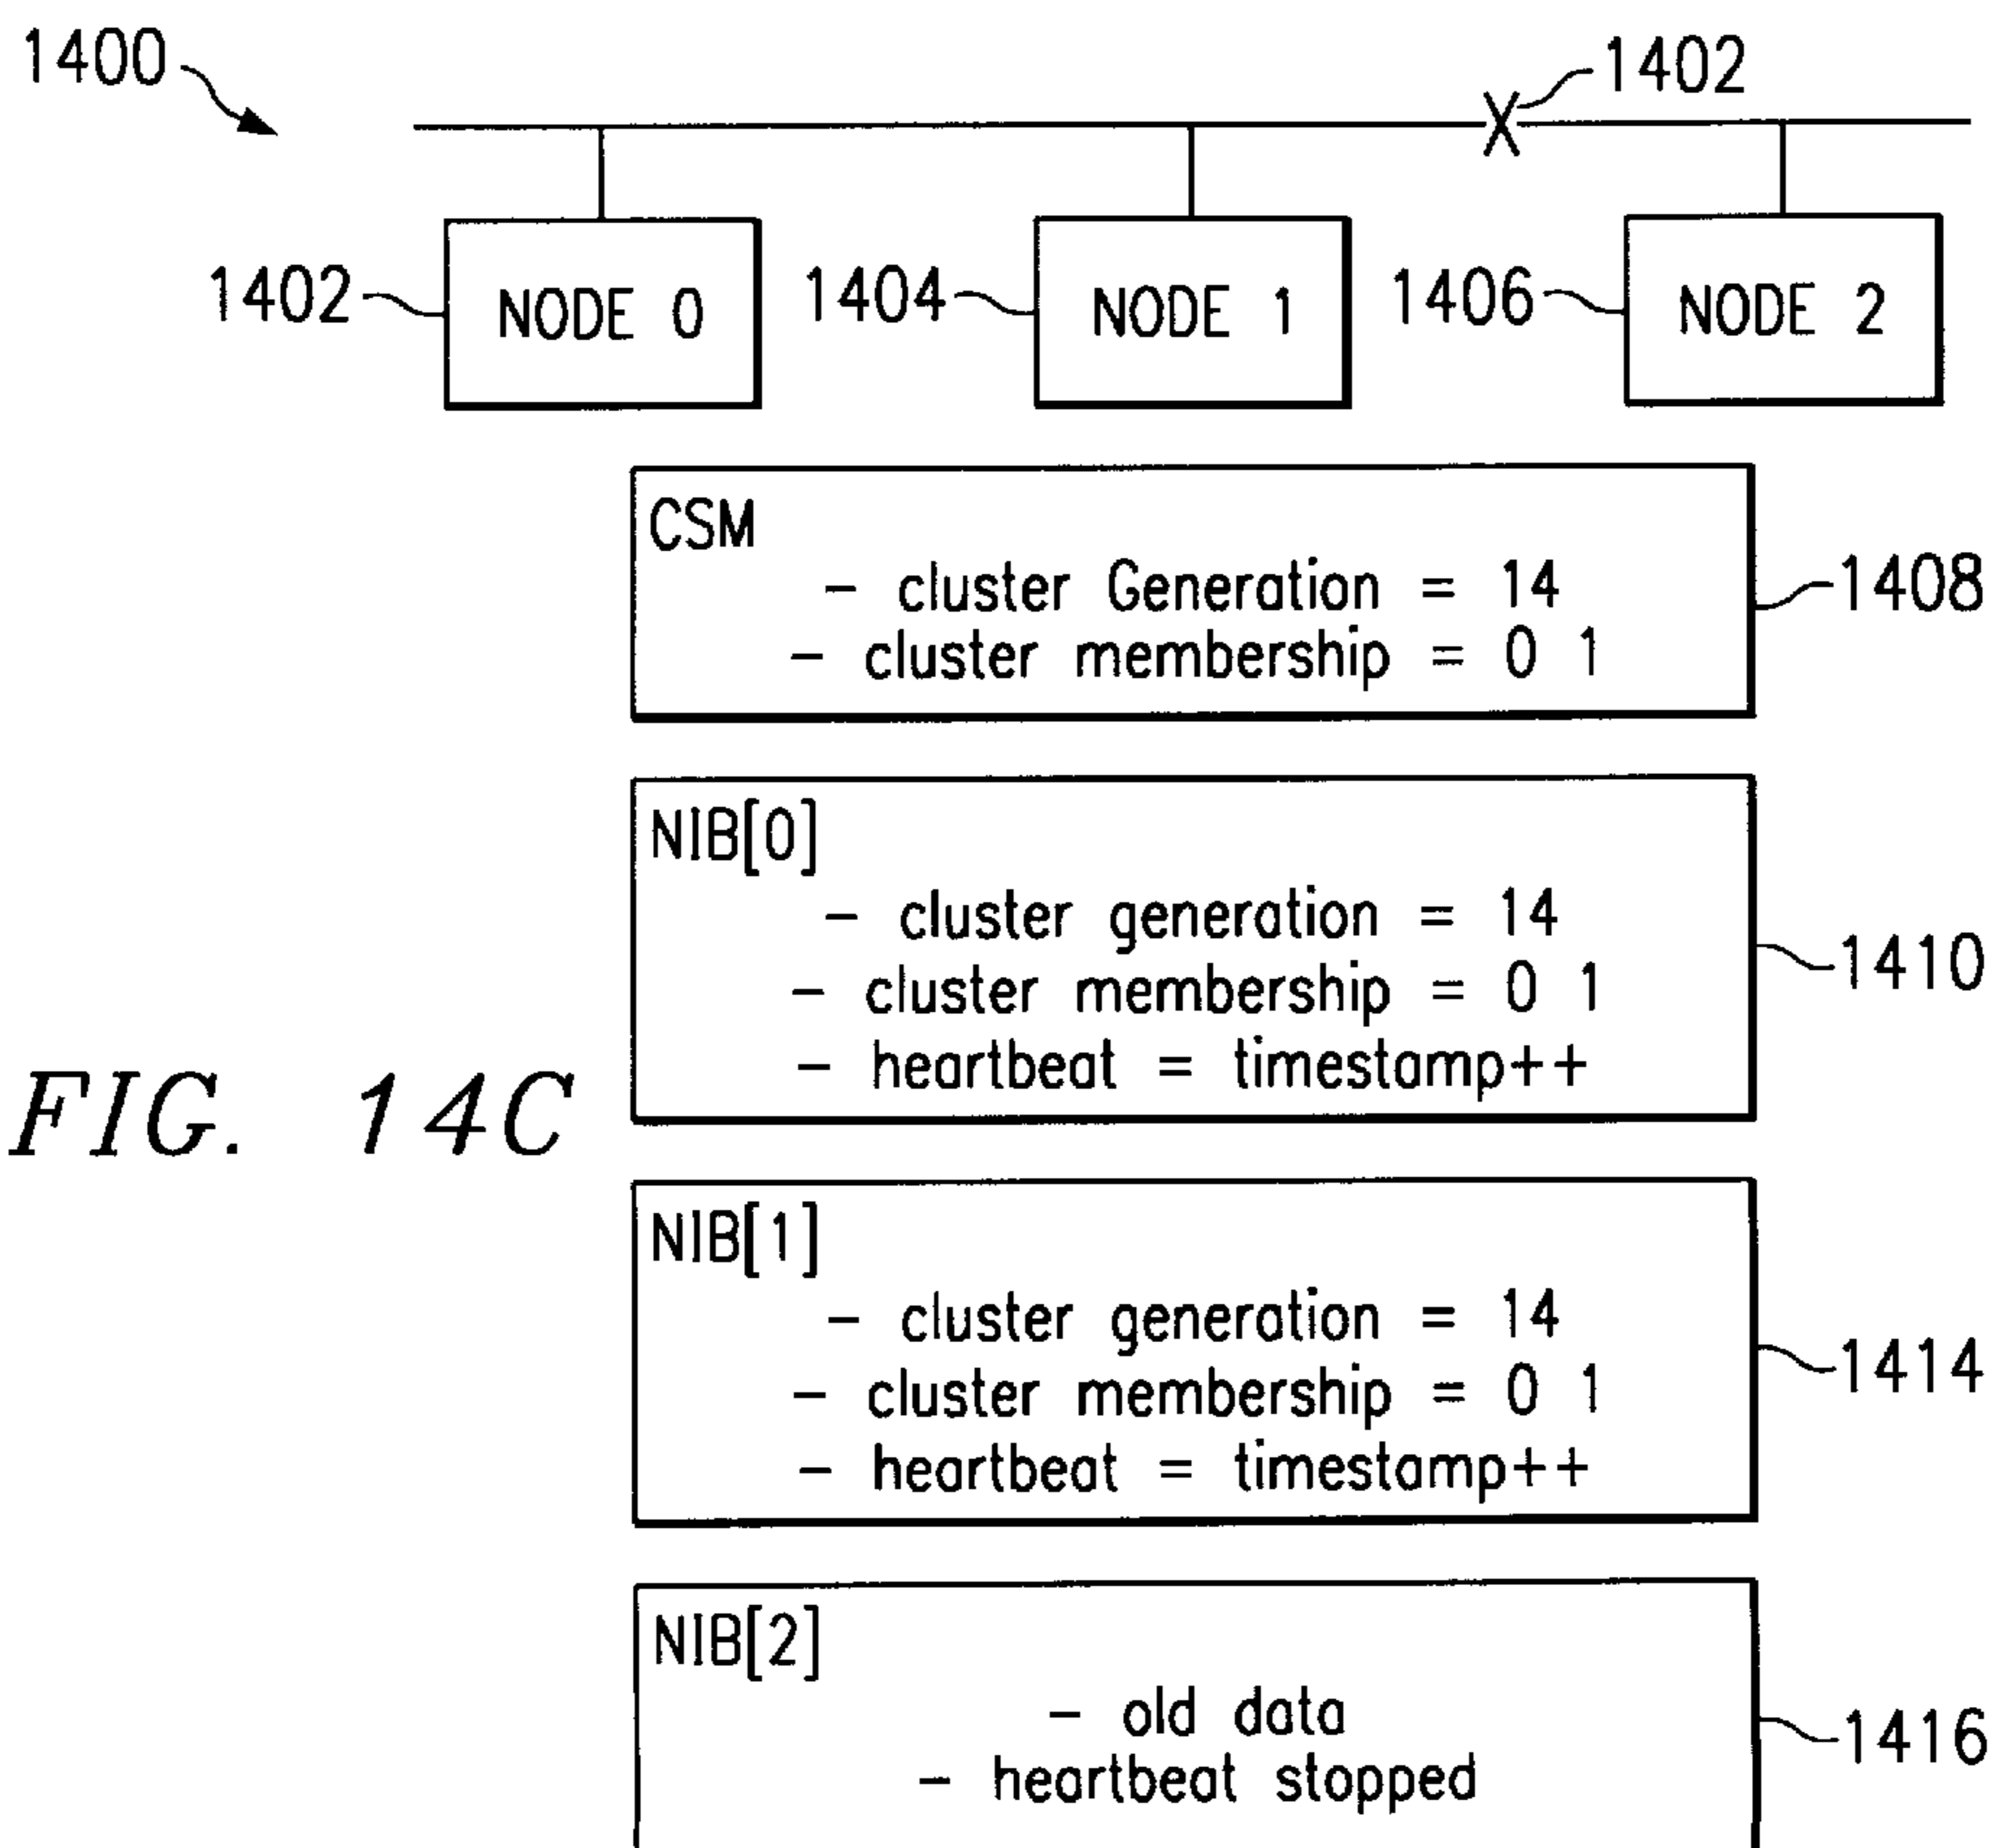 1400
1402
X
1402
NODE 0
1404
NODE 1
1406
NODE 2
CSM
- cluster Generation = 14
- cluster membership = 0 1
1408
NIB[0]
- cluster generation = 14
- cluster membership = 0 1
- heartbeat = timestamp++
1410
FIG. 14C
NIB[1]
- cluster generation = 14
- cluster membership = 0 1
- heartbeat = timestamp++
1414
NIB[2]
- old data
- heartbeat stopped
1416